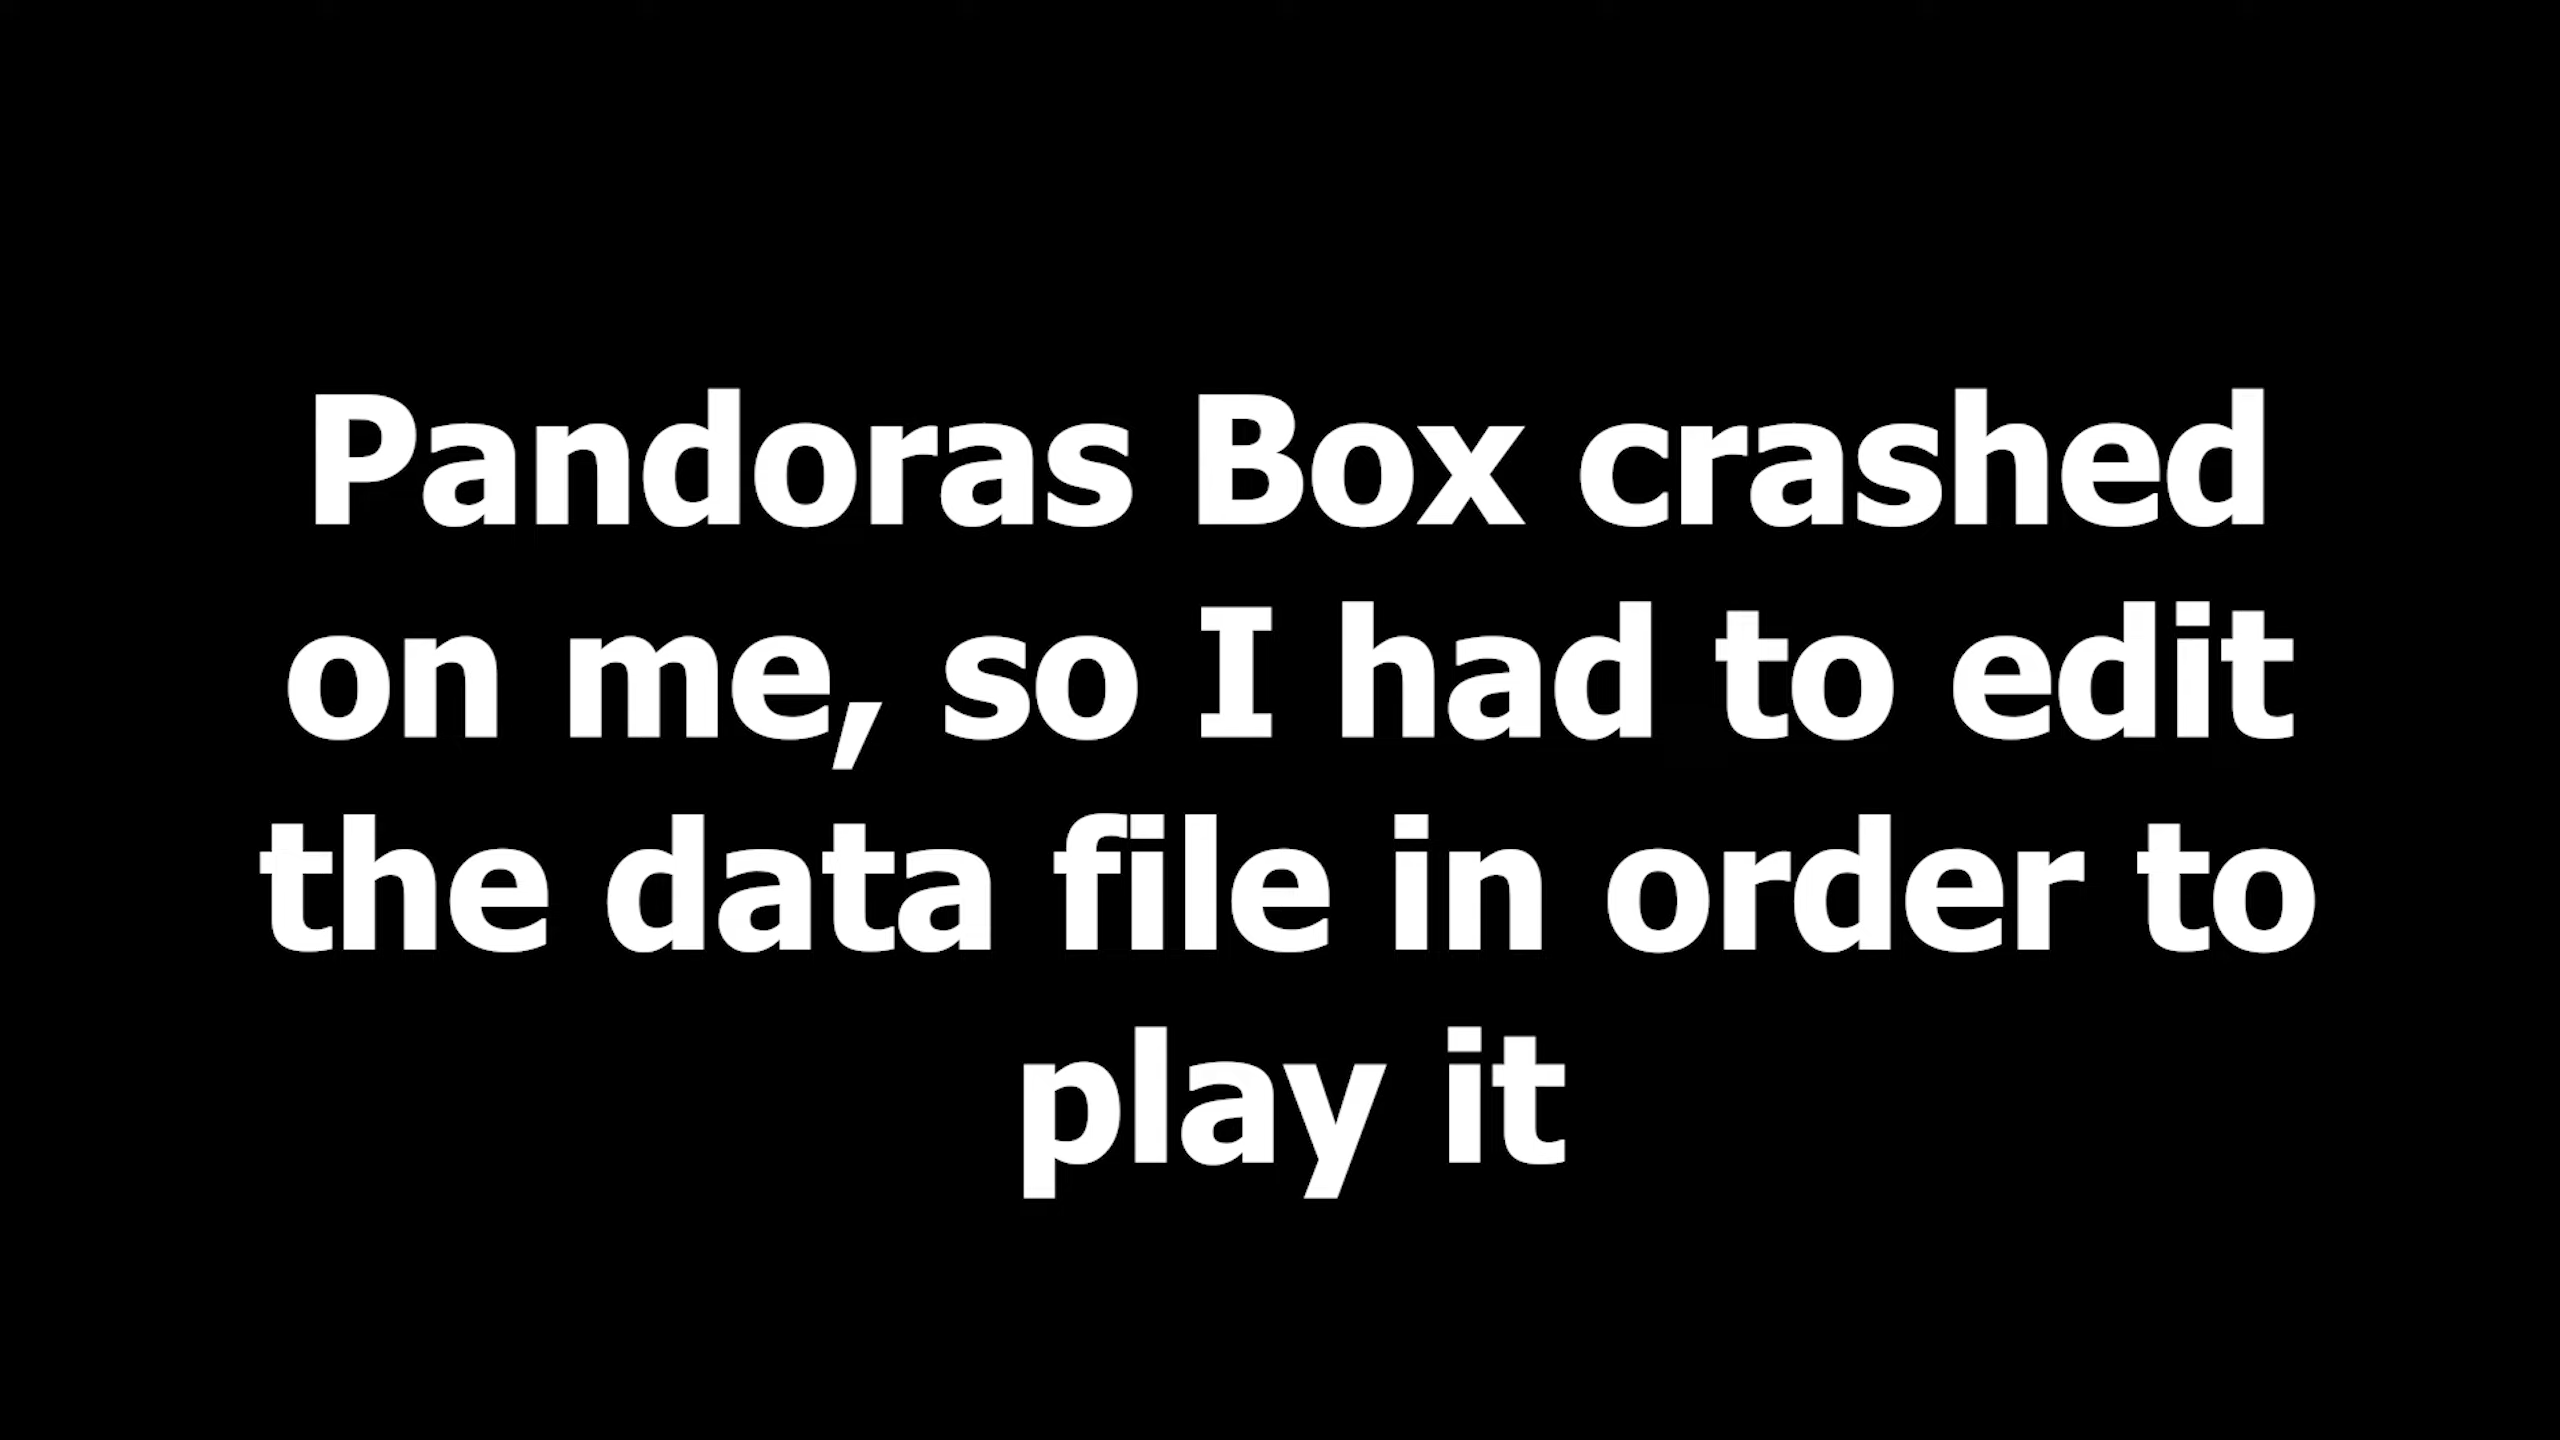 Pandoras Box crashed
on me, so I had to edit
the data file in order to
play it